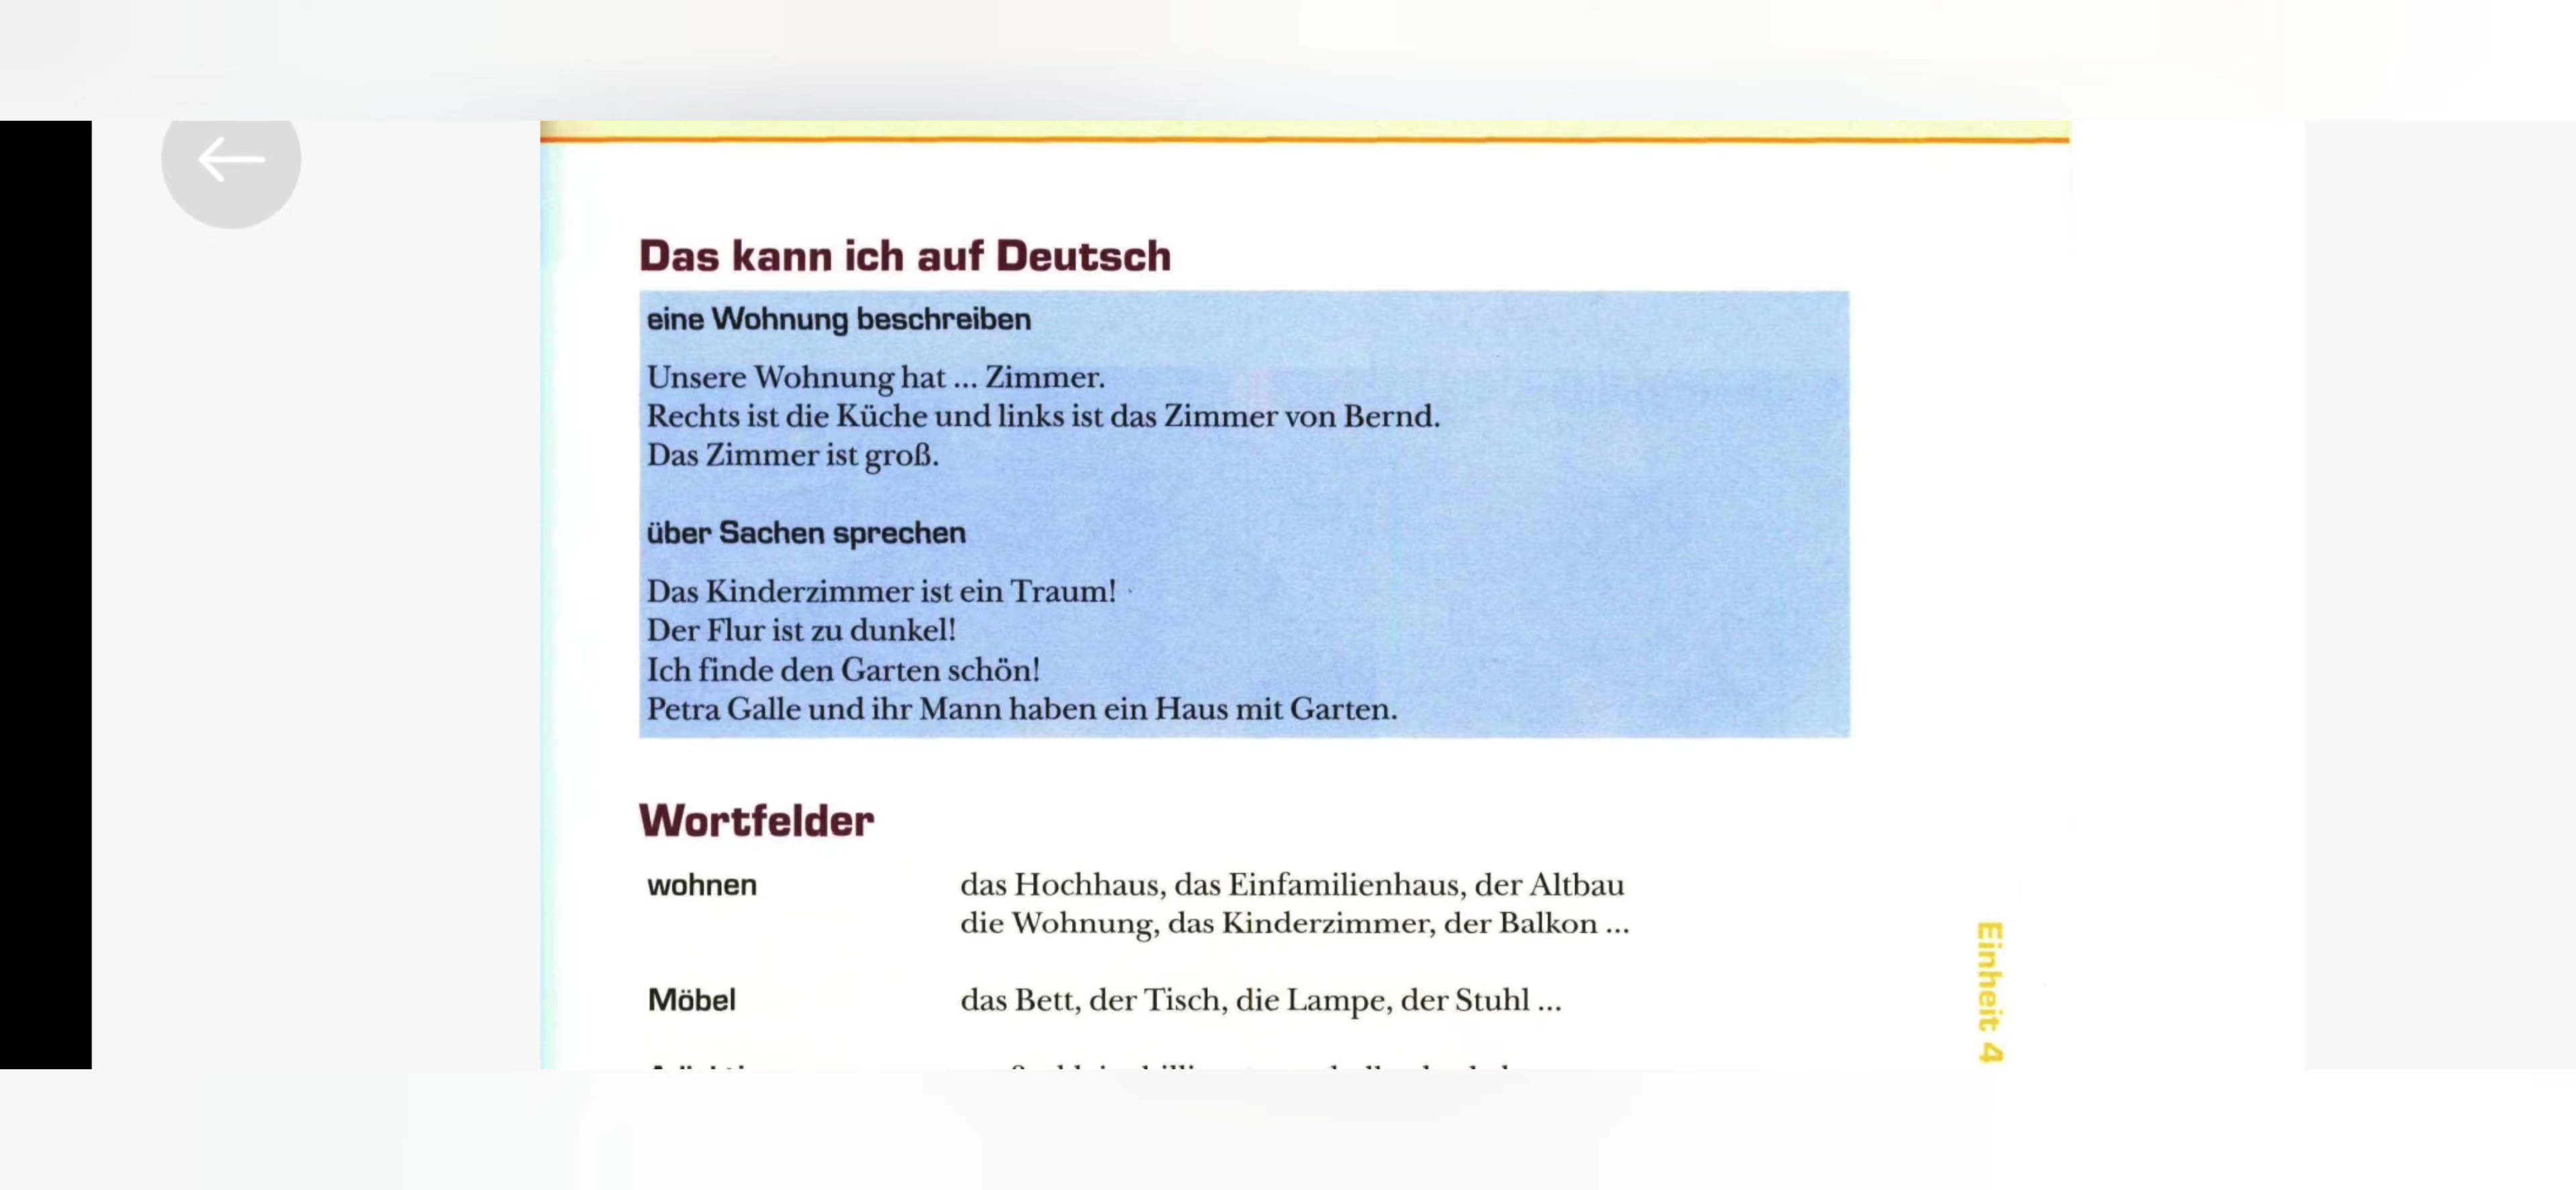 Das kann ich auf Deutsch
eine Wohnung beschreiben
Unsere Wohnung hat ... Zimmer.
Rechts ist die Küche und links ist das Zimmer von Bernd.
Das Zimmer ist groß.
über Sachen sprechen
Das Kinderzimmer ist ein Traum!
Der Flur ist zu dunkel!
Ich finde den Garten schön!
Petra Galle und ihr Mann haben ein Haus mit Garten.
Wortfelder
wohnen das Hochhaus, das Einfamilienhaus, der Altbau
die Wohnung, das Kinderzimmer, der Balkon ...
Möbel das Bett, der Tisch, die Lampe, der Stuhl ...
Einheit 4